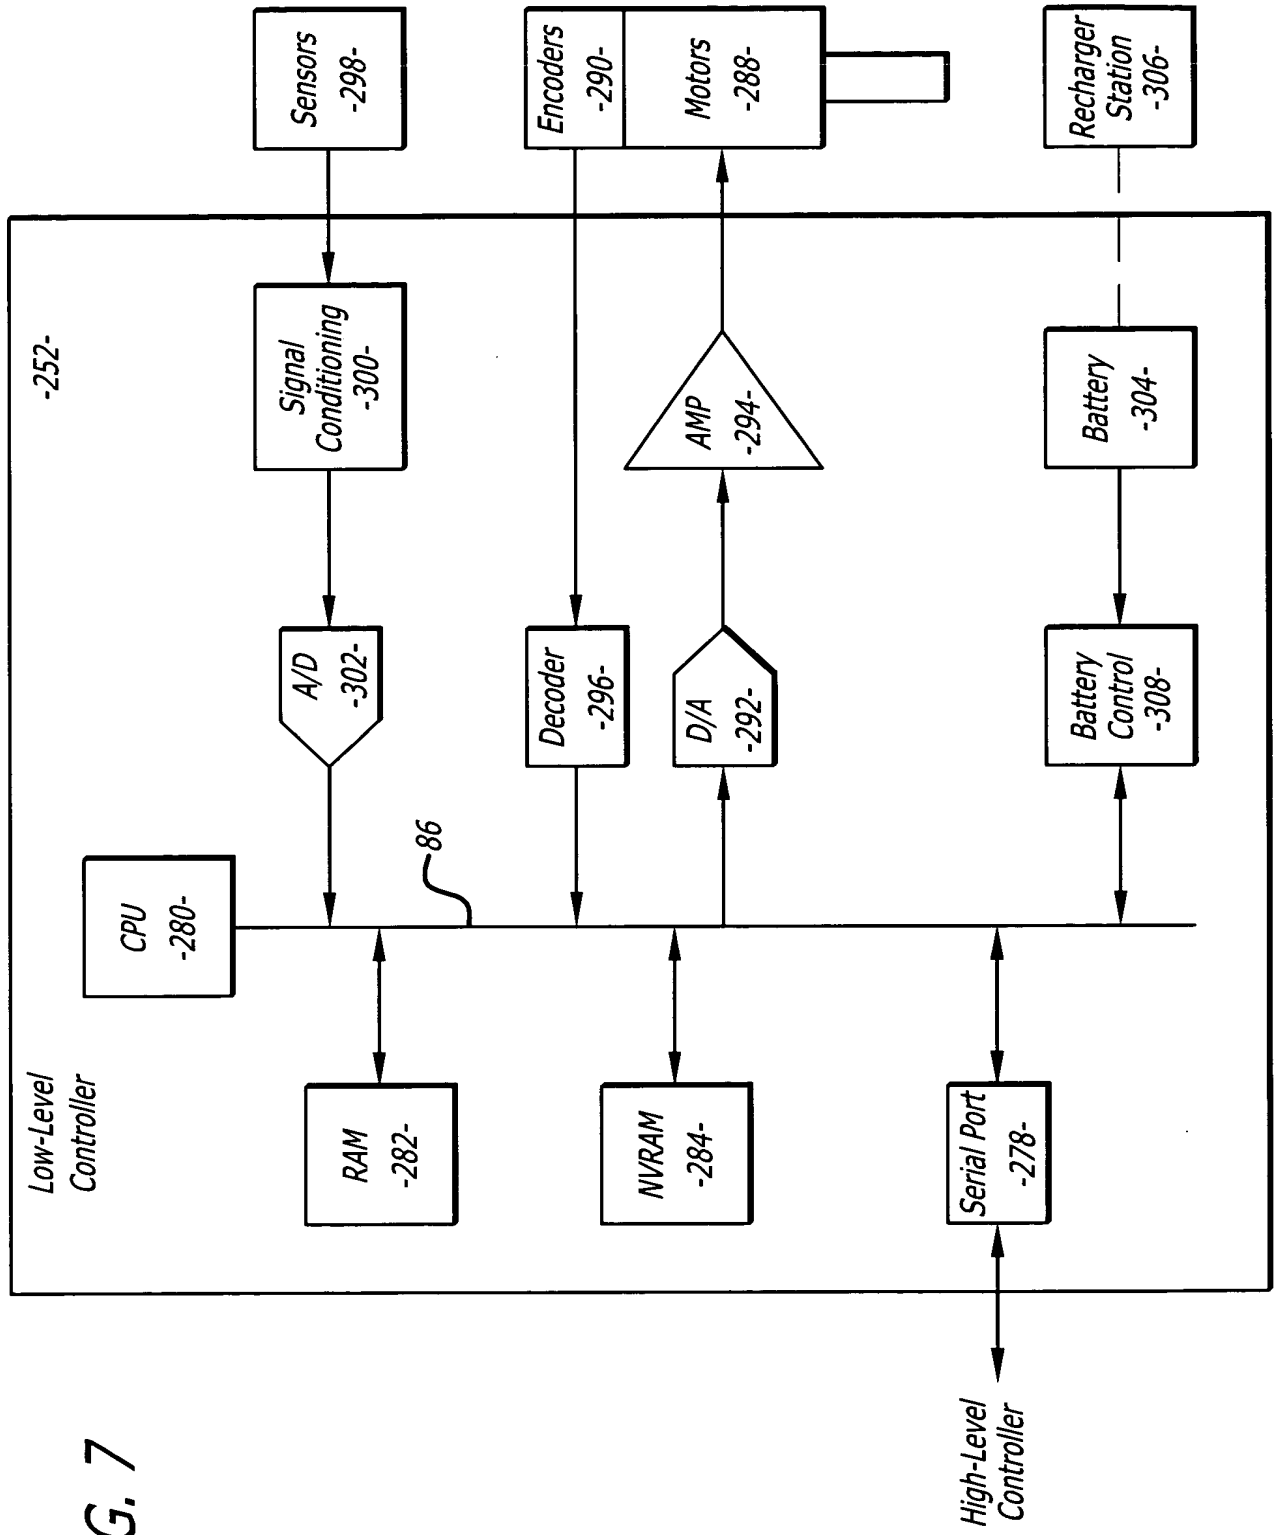 G. 7
Low-Level
Controller
-252-
CPU
-280-
RAM
-282-
NVRAM
-284-
Serial Port
-278-
High-Level
Controller
86
A/D
-302-
Signal
Conditioning
-300-
Sensors
-298-
Decoder
-296-
Encoders
-290-
Motors
-288-
D/A
-292-
AMP
-294-
Battery
Control
-308-
Battery
-304-
Recharger
Station
-306-